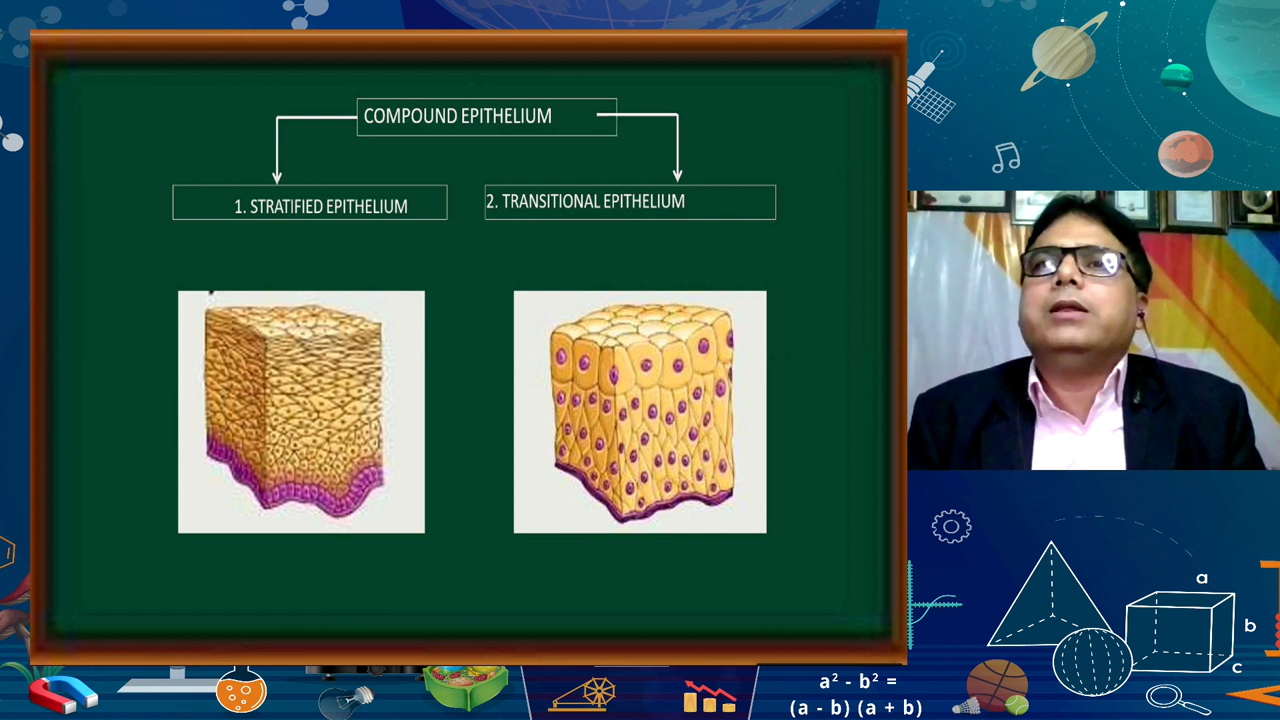 COMPOUND EPITHELIUM
1. STRATIFIED EPITHELIUM
2. TRANSITIONAL EPITHELIUM
a
b
c
a² - b² =
(a - b) (a + b)